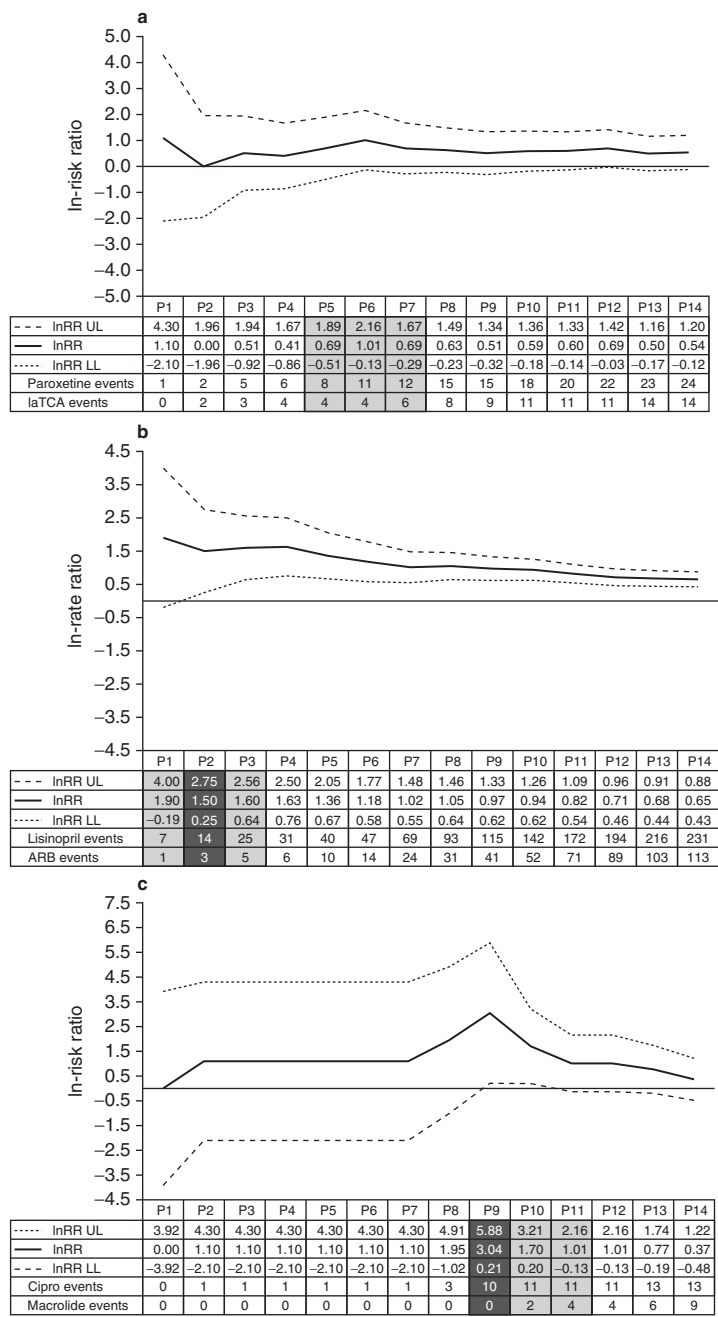 a
5.0
4.0
3.0
2.0
1.0
0.0
−1.0
−2.0
−3.0
−4.0
−5.0
ln-risk ratio
P1 P2 P3 P4 P5 P6 P7 P8 P9 P10 P11 P12 P13 P14
lnRR UL 4.30 1.96 1.94 1.67 1.89 2.16 1.67 1.49 1.34 1.36 1.33 1.42 1.16 1.20
lnRR 1.10 0.00 0.51 0.41 0.69 1.01 0.69 0.63 0.51 0.59 0.60 0.69 0.50 0.54
lnRR LL −2.10 −1.96 −0.92 −0.86 −0.51 −0.13 −0.29 −0.23 −0.32 −0.18 −0.14 −0.03 −0.17 −0.12
Paroxetine events 1 2 5 6 8 11 12 15 15 18 20 22 23 24
laTCA events 0 2 3 4 4 4 6 8 9 11 11 11 14 14
b
4.5
3.5
2.5
1.5
0.5
−0.5
−1.5
−2.5
−3.5
−4.5
ln-rate ratio
P1 P2 P3 P4 P5 P6 P7 P8 P9 P10 P11 P12 P13 P14
lnRR UL 4.00 2.75 2.56 2.50 2.05 1.77 1.48 1.46 1.33 1.26 1.09 0.96 0.91 0.88
lnRR 1.90 1.50 1.60 1.63 1.36 1.18 1.02 1.05 0.97 0.94 0.82 0.71 0.68 0.65
lnRR LL −0.19 0.25 0.64 0.76 0.67 0.58 0.55 0.64 0.62 0.62 0.54 0.46 0.44 0.43
Lisinopril events 7 14 25 31 40 47 69 93 115 142 172 194 216 231
ARB events 1 3 5 6 10 14 24 31 41 52 71 89 103 113
c
7.5
6.5
5.5
4.5
3.5
2.5
1.5
0.5
−0.5
−1.5
−2.5
−3.5
−4.5
ln-risk ratio
P1 P2 P3 P4 P5 P6 P7 P8 P9 P10 P11 P12 P13 P14
lnRR UL 3.92 4.30 4.30 4.30 4.30 4.30 4.30 4.91 5.88 3.21 2.16 2.16 1.74 1.22
lnRR 0.00 1.10 1.10 1.10 1.10 1.10 1.10 1.95 3.04 1.70 1.01 1.01 0.77 0.37
lnRR LL −3.92 −2.10 −2.10 −2.10 −2.10 −2.10 −2.10 −1.02 0.21 0.20 −0.13 −0.13 −0.19 −0.48
Cipro events 0 1 1 1 1 1 1 3 10 11 11 11 13 13
Macrolide events 0 0 0 0 0 0 0 0 0 2 4 4 6 9